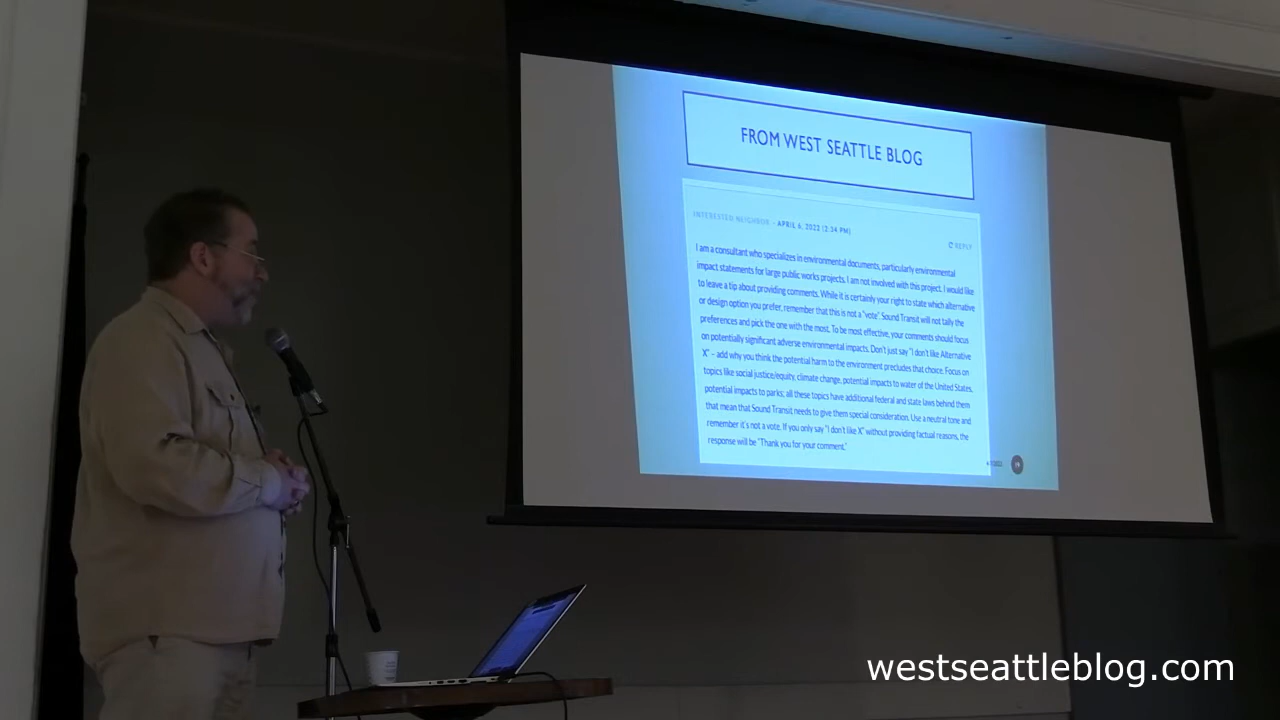 FROM WEST SEATTLE BLOG
INTERESTED NEIGHBOR - APRIL 6, 2022 (2:34 PM)
REPLY
I am a consultant who specializes in environmental documents, particularly environmental
impact statements for large public works projects. I am not involved with this project. I would like
to leave a tip about providing comments. While it is certainly your right to state which alternative
or design option you prefer, remember that this is not a "vote". Sound Transit will not tally the
preferences and pick the one with the most. To be most effective, your comments should focus
on potentially significant adverse environmental impacts. Don't just say "I don't like Alternative
X" – add why you think the potential harm to the environment precludes that choice. Focus on
topics like social justice/equity, climate change, potential impacts to water of the United States,
potential impacts to parks; all these topics have additional federal and state laws behind them
that mean that Sound Transit needs to give them special consideration. Use a neutral tone and
remember it's not a vote. If you only say "I don't like X" without providing factual reasons, the
response will be "Thank you for your comment."
westseattleblog.com